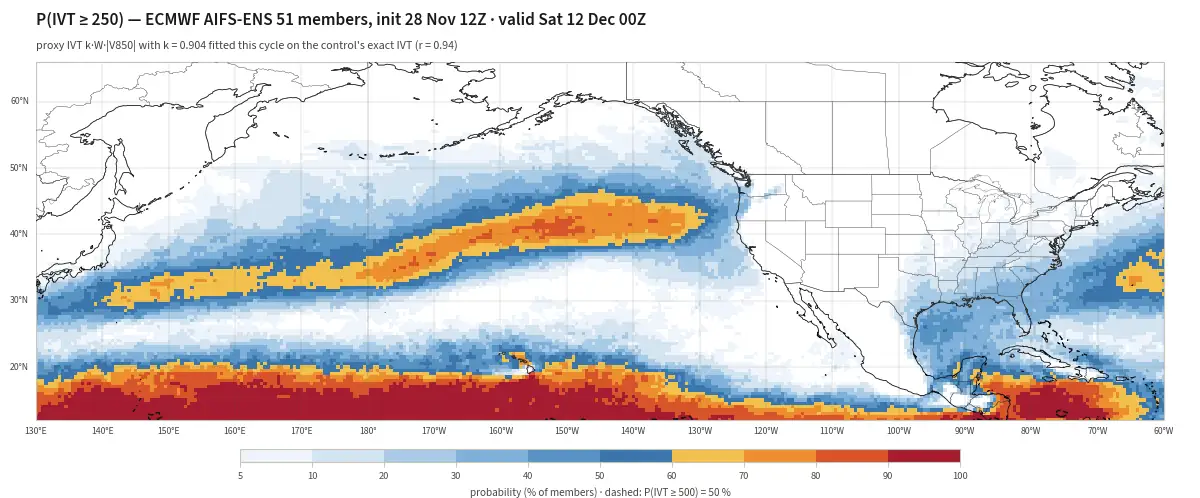 P(IVT ≥ 250) — ECMWF AIFS-ENS 51 members, init 28 Nov 12Z · valid Sat 12 Dec 00Z
proxy IVT k·W·|V850| with k = 0.904 fitted this cycle on the control's exact IVT (r = 0.94)
60°N
50°N
40°N
30°N
20°N
130°E 140°E 150°E 160°E 170°E 180° 170°W 160°W 150°W 140°W 130°W 120°W 110°W 100°W 90°W 80°W 70°W 60°W
5 10 20 30 40 50 60 70 80 90 100
probability (% of members) · dashed: P(IVT ≥ 500) = 50 %